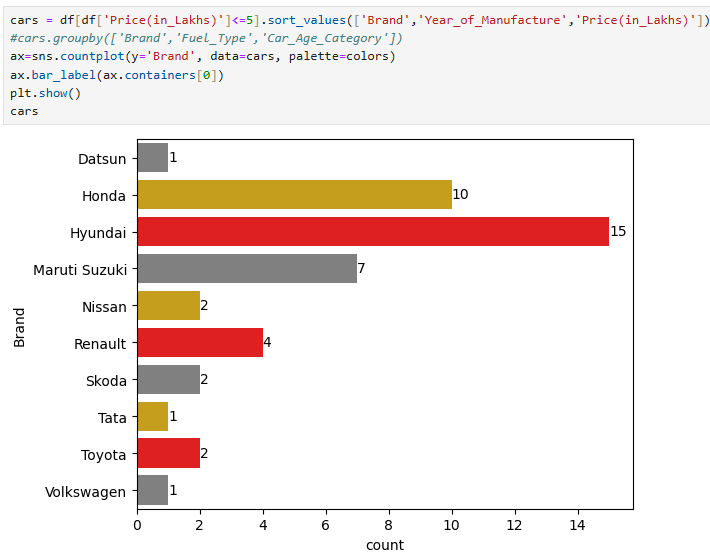 cars = df[df['Price(in_Lakhs)']<=5].sort_values(['Brand','Year_of_Manufacture','Price(in_Lakhs)'])
#cars.groupby(['Brand','Fuel_Type','Car_Age_Category'])
ax=sns.countplot(y='Brand', data=cars, palette=colors)
ax.bar_label(ax.containers[0])
plt.show()
cars
Datsun 1
Honda 10
Hyundai 15
Maruti Suzuki 7
Nissan 2
Renault 4
Skoda 2
Tata 1
Toyota 2
Volkswagen 1
Brand
0 2 4 6 8 10 12 14
count